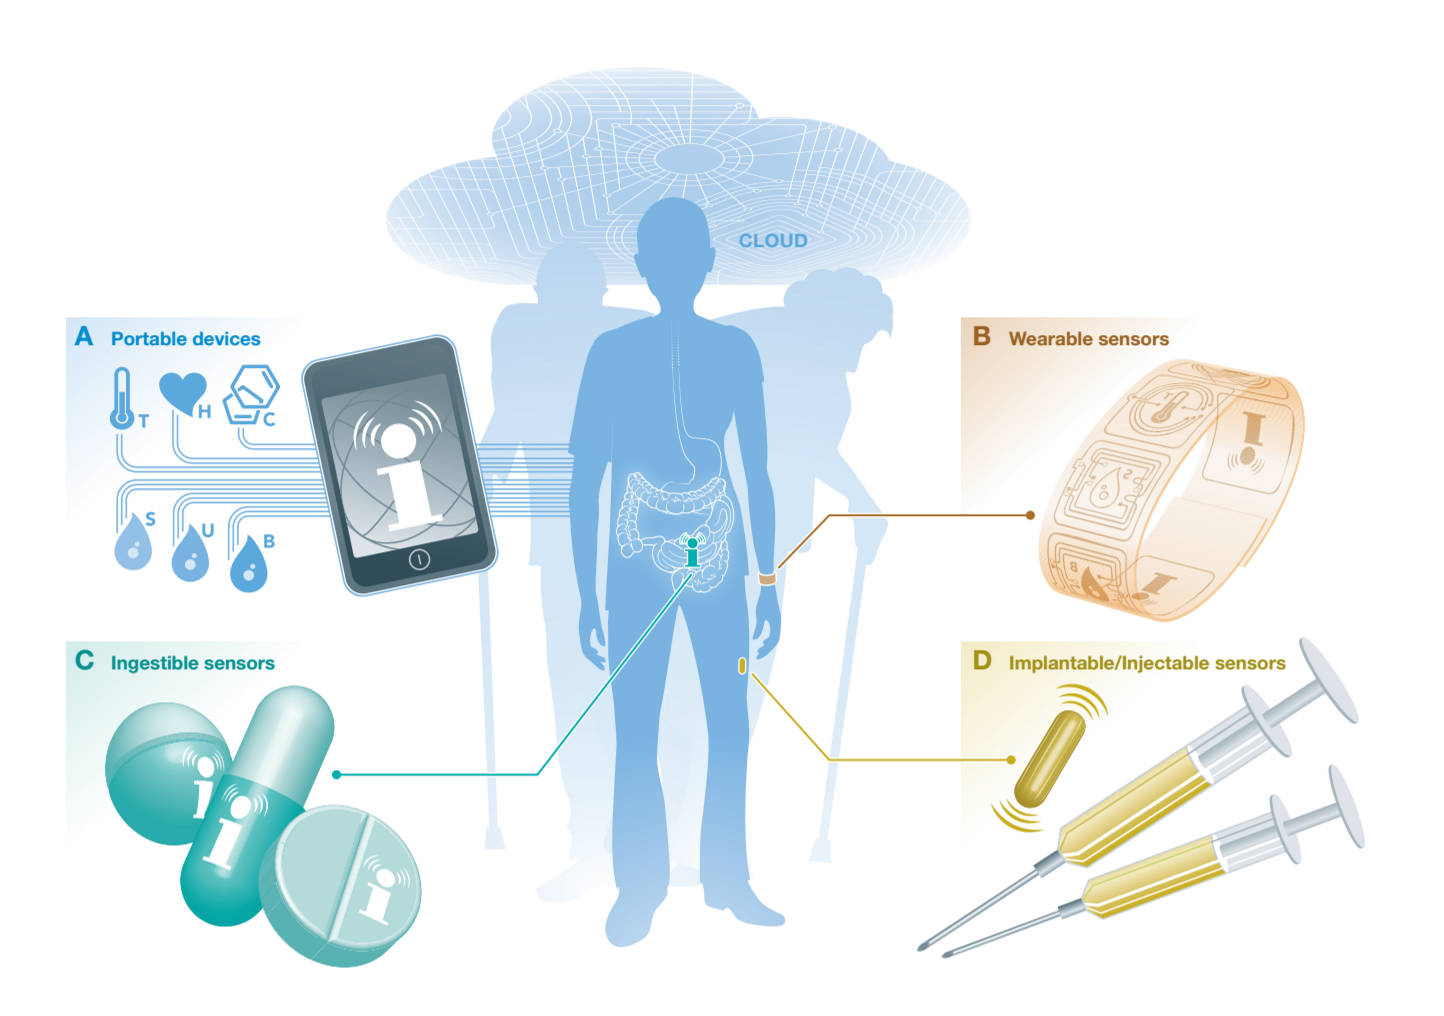 CLOUD
A Portable devices
T
H
C
S
U
B
B Wearable sensors
B
C Ingestible sensors
D Implantable/Injectable sensors